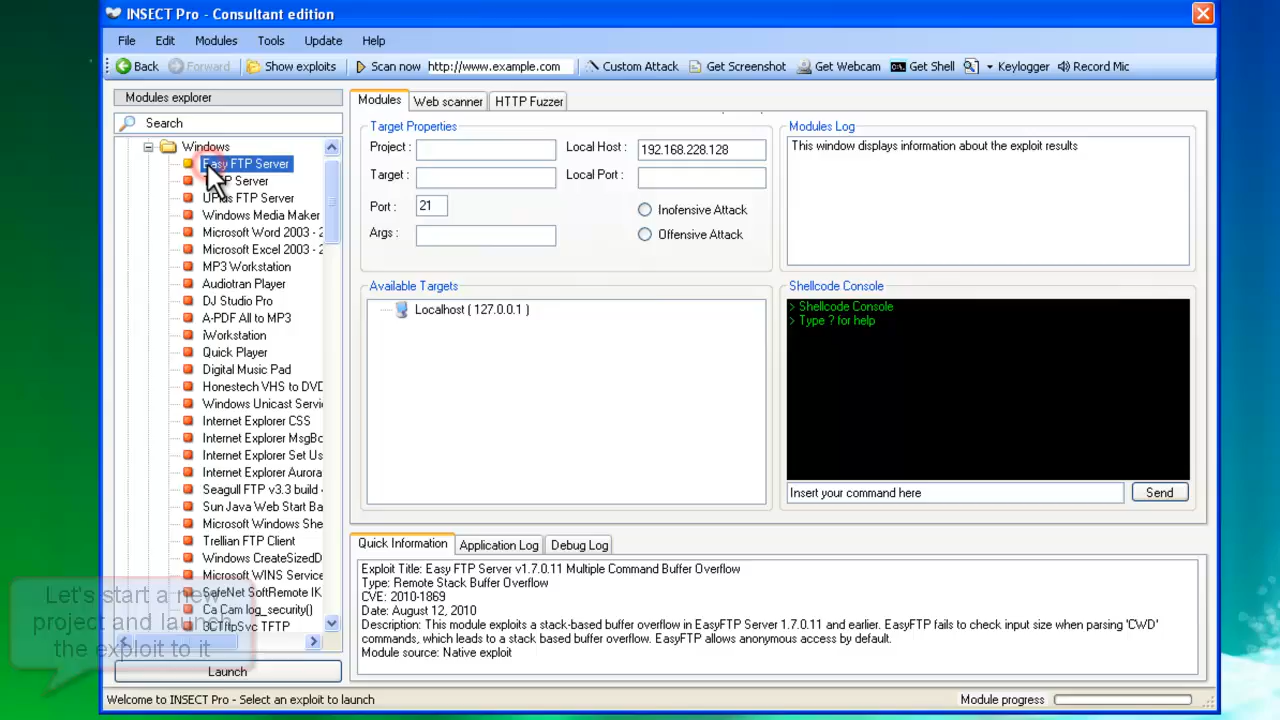 INSECT Pro - Consultant edition
File Edit Modules Tools Update Help
Back Forward Show exploits Scan now http://www.example.com Custom Attack Get Screenshot Get Webcam Get Shell Keylogger Record Mic
Modules explorer
Search
Windows
Easy FTP Server
Server
FTP Server
Windows Media Maker
Microsoft Word 2003 - 2
Microsoft Excel 2003 - 2
MP3 Workstation
Audiotran Player
DJ Studio Pro
A-PDF All to MP3
iWorkstation
Quick Player
Digital Music Pad
Honestech VHS to DVD
Windows Unicast Servi
Internet Explorer CSS
Internet Explorer MsgBo
Internet Explorer Set Us
Internet Explorer Aurora
Seagull FTP v3.3 build
Sun Java Web Start Ba
Microsoft Windows She
Trellian FTP Client
Windows CreateSizedD
Microsoft WINS Service
SafeNet SoftRemote IK
Ca Cam log_security()
3CTftpSvc TFTP
Let's start a new
project and launch
the exploit to it
Launch
Modules Web scanner HTTP Fuzzer
Target Properties
Project : Local Host : 192.168.228.128
Target : Local Port :
Port : 21 Inofensive Attack
Args : Offensive Attack
Modules Log
This window displays information about the exploit results
Available Targets
Localhost ( 127.0.0.1 )
Shellcode Console
> Shellcode Console
> Type ? for help
Insert your command here Send
Quick Information Application Log Debug Log
Exploit Title: Easy FTP Server v1.7.0.11 Multiple Command Buffer Overflow
Type: Remote Stack Buffer Overflow
CVE: 2010-1869
Date: August 12, 2010
Description: This module exploits a stack-based buffer overflow in EasyFTP Server 1.7.0.11 and earlier. EasyFTP fails to check input size when parsing 'CWD'
commands, which leads to a stack based buffer overflow. EasyFTP allows anonymous access by default.
Module source: Native exploit
Welcome to INSECT Pro - Select an exploit to launch Module progress